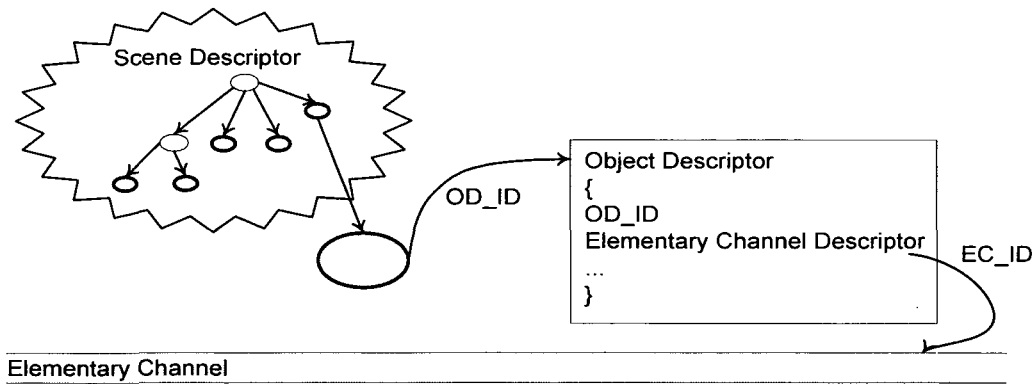 Scene Descriptor
OD_ID
Object Descriptor
{
OD_ID
Elementary Channel Descriptor
...
}
EC_ID
Elementary Channel